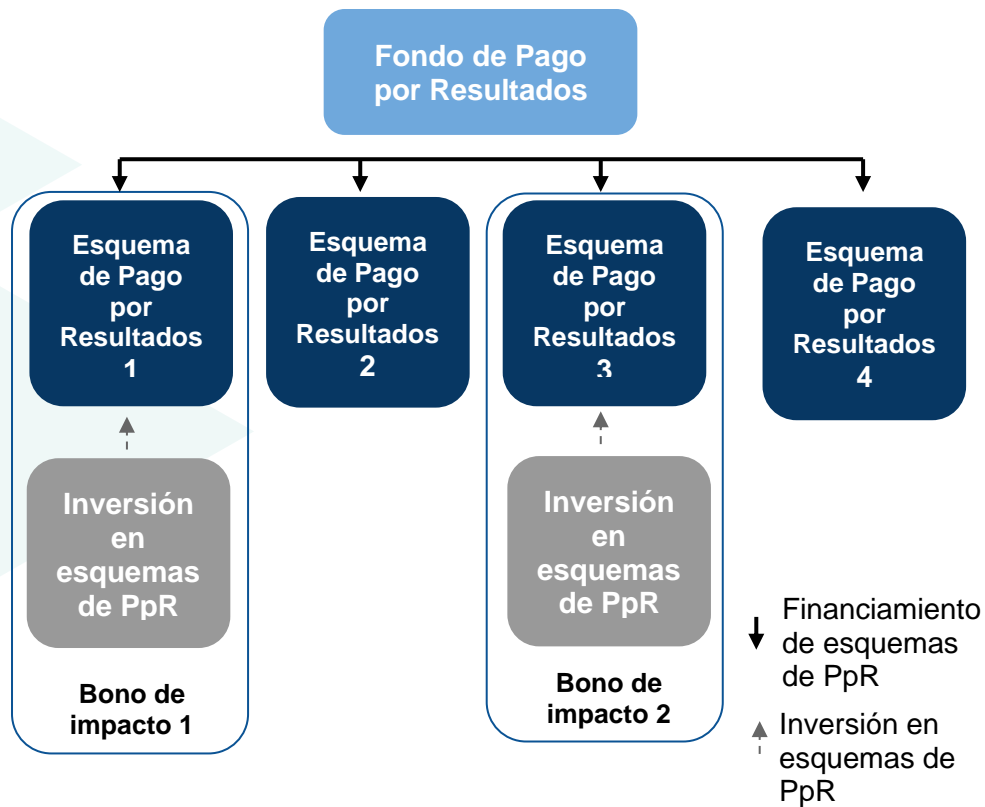 Fondo de Pago
por Resultados
Esquema
de Pago
por
Resultados
1
Esquema
de Pago
por
Resultados
2
Esquema
de Pago
por
Resultados
3
Esquema
de Pago
por
Resultados
4
Inversión
en
esquemas
de PpR
Bono de
impacto 1
Inversión
en
esquemas
de PpR
Bono de
impacto 2
Financiamiento
de esquemas
de PpR
Inversión en
esquemas de
PpR